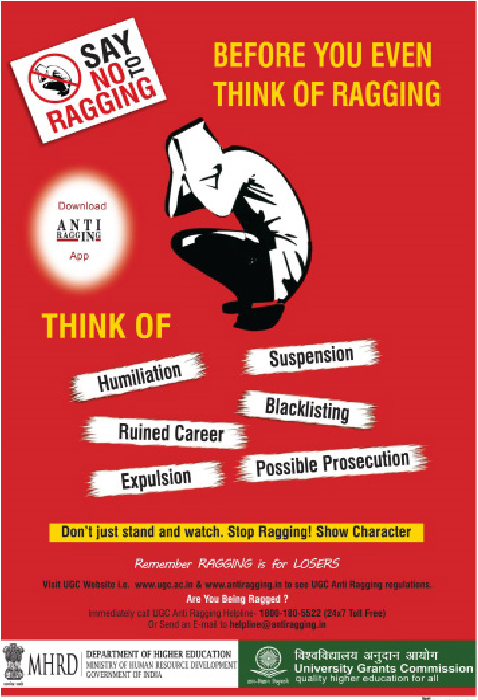 SAY
NO TO
RAGGING
BEFORE YOU EVEN
THINK OF RAGGING
Download
ANTI
RAGGING
App
THINK OF
Humiliation
Suspension
Ruined Career
Blacklisting
Expulsion
Possible Prosecution
Don't just stand and watch. Stop Ragging! Show Character
Remember RAGGING is for LOSERS
Visit UGC Website i.e. www.ugc.ac.in & www.antiragging.in to see UGC Anti Ragging regulations.
Are You Being Ragged ?
Immediately call UGC Anti Ragging Helpline- 1800-180-5522 (24x7 Toll Free)
Or Send an E-mail to helpline@antiragging.in
MHRD
DEPARTMENT OF HIGHER EDUCATION
MINISTRY OF HUMAN RESOURCE DEVELOPMENT
GOVERNMENT OF INDIA
विश्वविद्यालय अनुदान आयोग
University Grants Commission
quality higher education for all